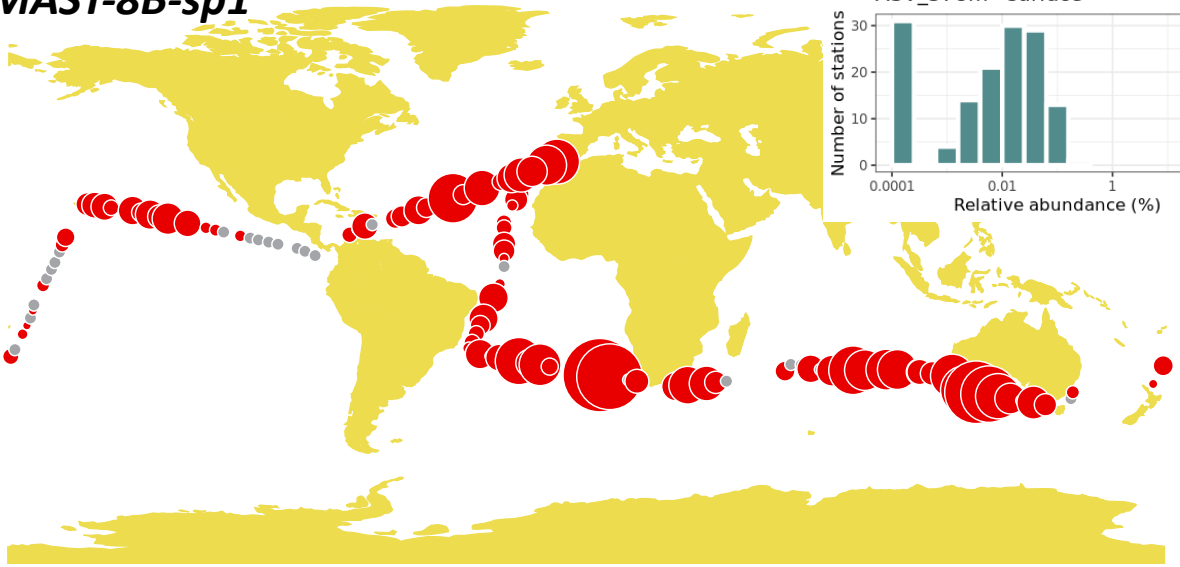 MAST-8B-sp1
Number of stations
30
20
10
0
0.0001
0.01
1
Relative abundance (%)